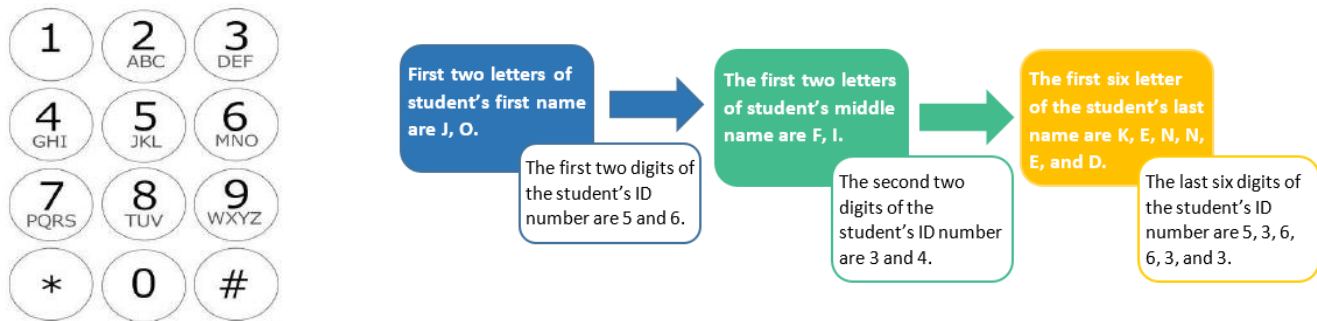 1
2
ABC
3
DEF
4
GHI
5
JKL
6
MNO
7
PQRS
8
TUV
9
WXYZ
*
0
#
First two letters of
student's first name
are J, O.
The first two digits of
the student's ID
number are 5 and 6.
The first two letters
of student's middle
name are F, I.
The second two
digits of the
student's ID number
are 3 and 4.
The first six letter
of the student's last
name are K, E, N, N,
E, and D.
The last six digits of
the student's ID
number are 5, 3, 6,
6, 3, and 3.